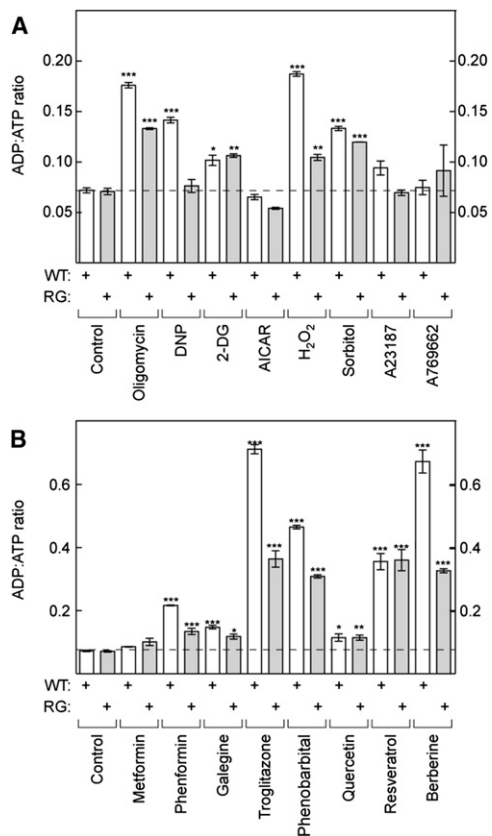 A
ADP:ATP ratio
0.20 0.20
0.15 0.15
0.10 0.10
0.05 0.05
*** *** *** * ** *** ** *** ***
WT: + + + + + + + + +
RG: + + + + + + + + +
Control Oligomycin DNP 2-DG AICAR H₂O₂ Sorbitol A23187 A769662
B
ADP:ATP ratio
0.6 0.6
0.4 0.4
0.2 0.2
*** *** *** * *** *** *** *** * ** *** *** *** ***
WT: + + + + + + + + +
RG: + + + + + + + + +
Control Metformin Phenformin Galegine Troglitazone Phenobarbital Quercetin Resveratrol Berberine